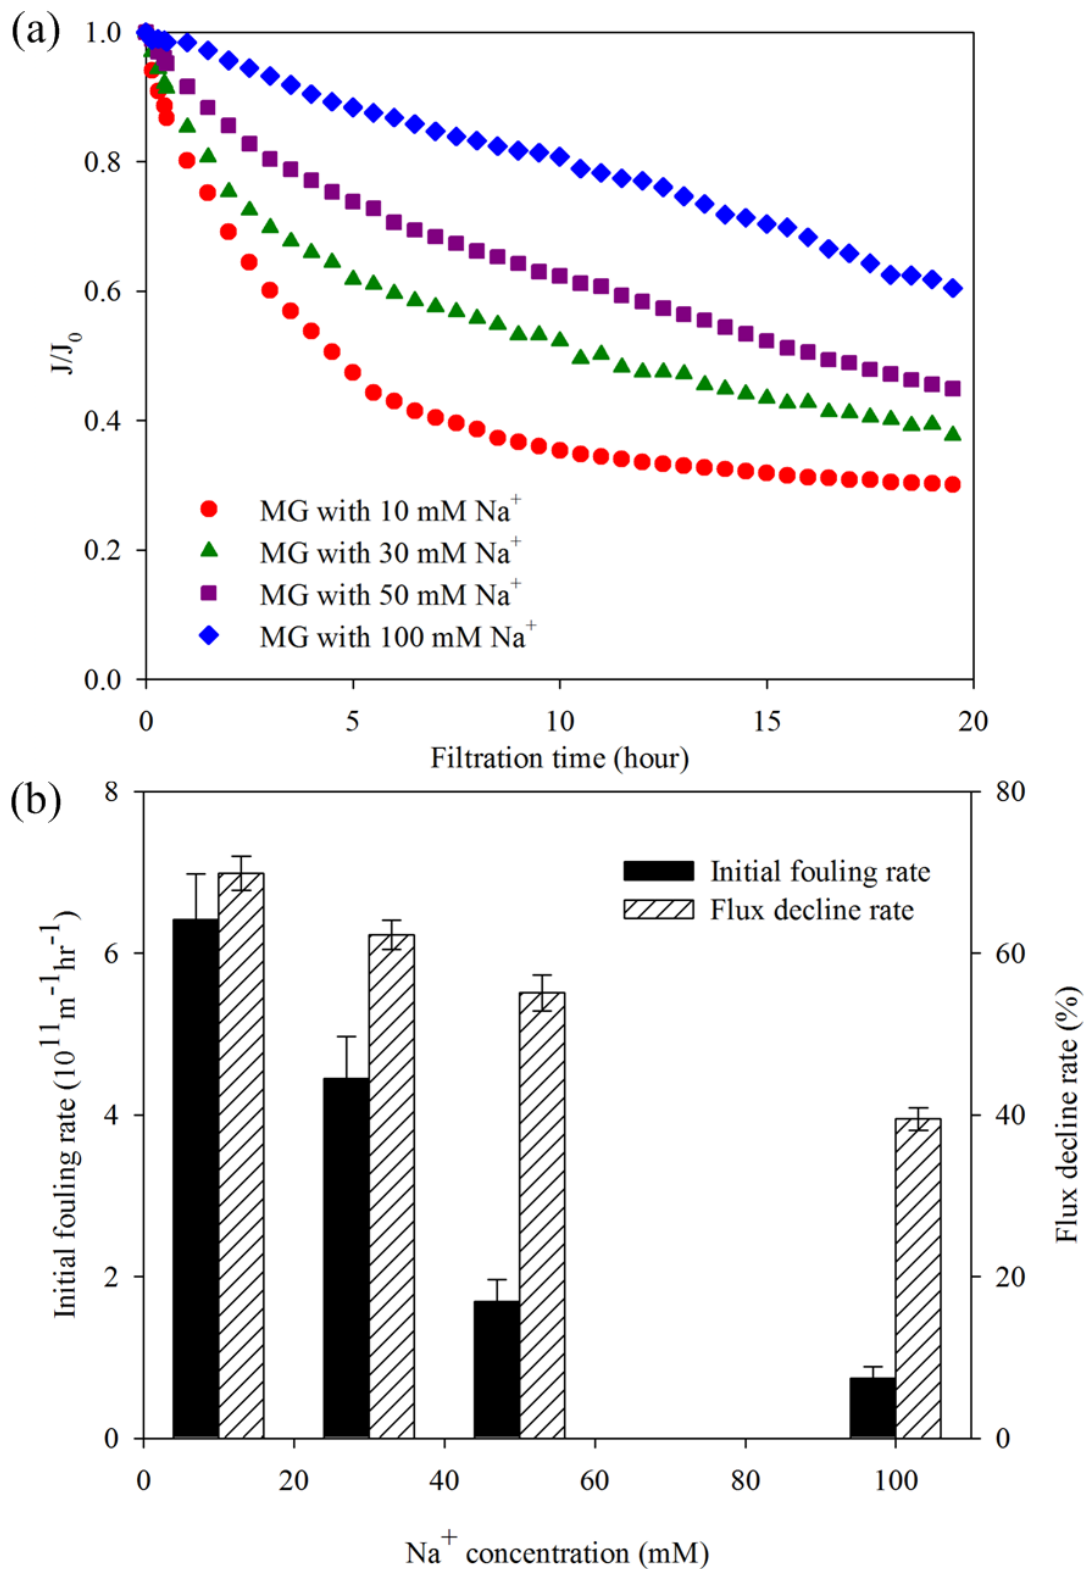 (a)
1.0
0.8
0.6
0.4
0.2
0.0
J/J0
MG with 10 mM Na+
MG with 30 mM Na+
MG with 50 mM Na+
MG with 100 mM Na+
0 5 10 15 20
Filtration time (hour)
(b)
8
6
4
2
0
Initial fouling rate (10^11 m^-1 hr^-1)
Initial fouling rate
Flux decline rate
80
60
40
20
0
Flux decline rate (%)
0 20 40 60 80 100
Na+ concentration (mM)